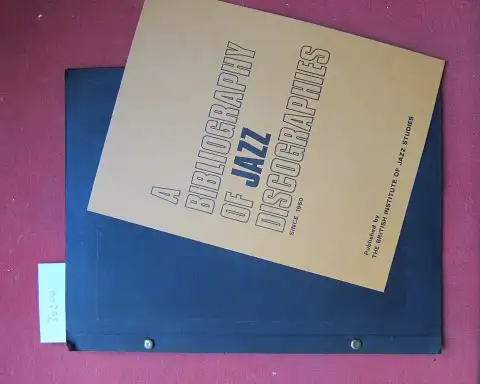 A
BIBLIOGRAPHY
OF JAZZ
DISCOGRAPHIES
SINCE 1960
Published by
THE BRITISH INSTITUTE OF JAZZ STUDIES